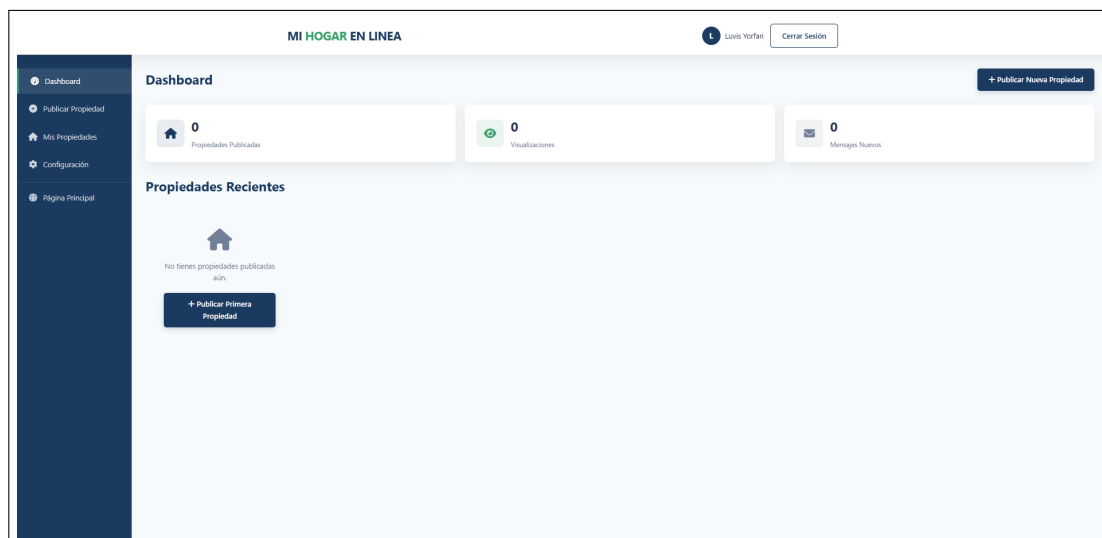 MI HOGAR EN LINEA
L Luvis Yorfari Cerrar Sesión
Dashboard
Publicar Propiedad
Mis Propiedades
Configuración
Página Principal
Dashboard
+ Publicar Nueva Propiedad
0
Propiedades Publicadas
0
Visualizaciones
0
Mensajes Nuevos
Propiedades Recientes
No tienes propiedades publicadas
aún.
+ Publicar Primera
Propiedad